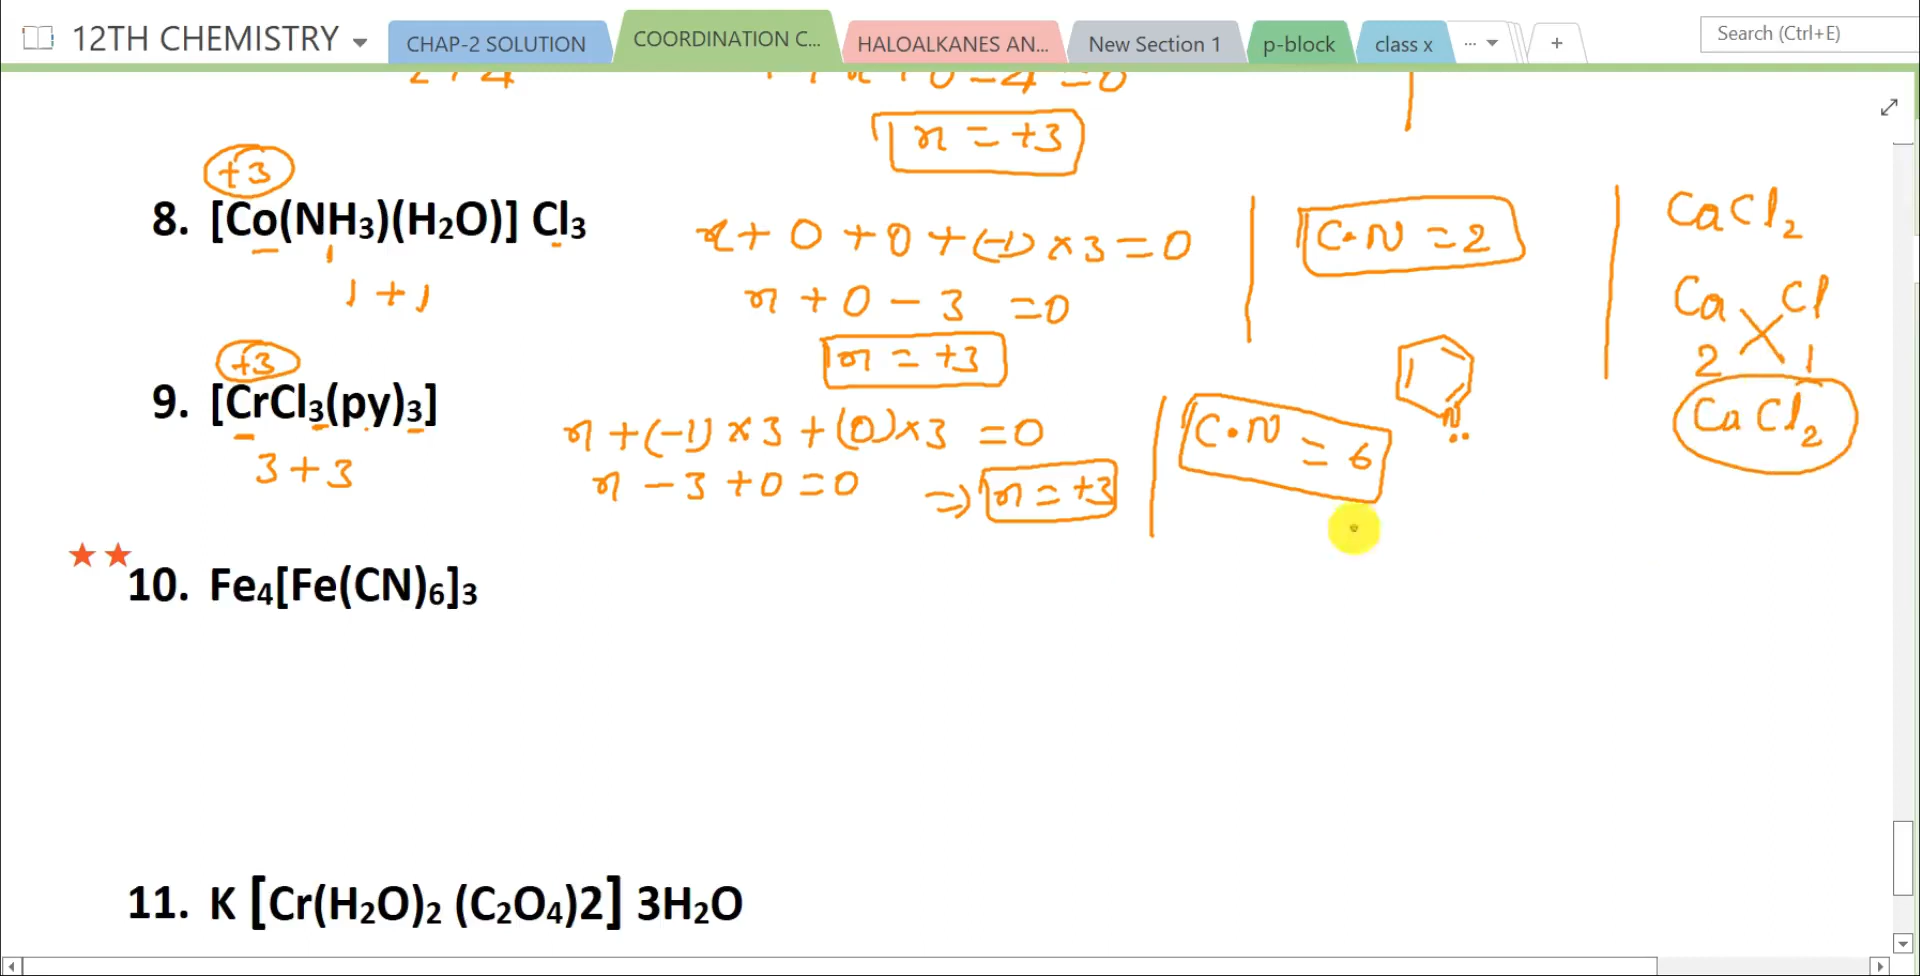 12TH CHEMISTRY
CHAP-2 SOLUTION
COORDINATION C...
HALOALKANES AN...
New Section 1
p-block
class x
...
+
Search (Ctrl+E)
n = +3
+3
8. [Co(NH₃)(H₂O)] Cl₃
1 + 1
x + 0 + 0 + (-1) × 3 = 0
x + 0 - 3 = 0
x = +3
C.N = 2
CaCl₂
Ca Cl
2 1
CaCl₂
+3
9. [CrCl₃(py)₃]
3 + 3
x + (-1) × 3 + (0) × 3 = 0
x - 3 + 0 = 0 ⇒ x = +3
C.N = 6
N
★★
10. Fe₄[Fe(CN)₆]₃
11. K [Cr(H₂O)₂ (C₂O₄)2] 3H₂O